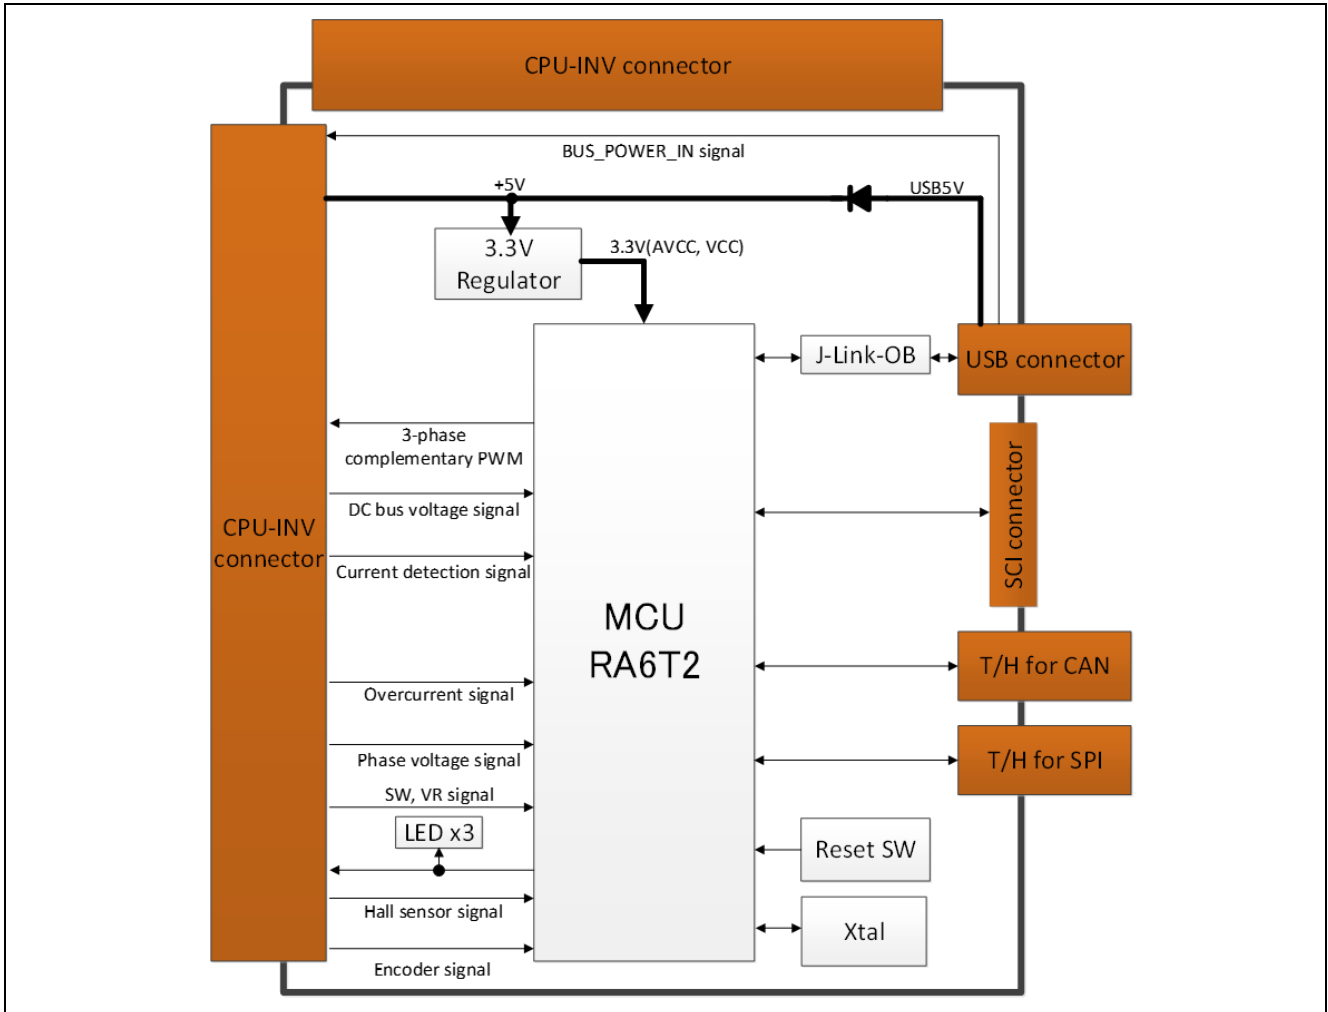 CPU-INV connector
BUS_POWER_IN signal
+5V
USB5V
3.3V
Regulator
3.3V(AVCC, VCC)
J-Link-OB
USB connector
3-phase
complementary PWM
DC bus voltage signal
CPU-INV
connector
Current detection signal
SCI connector
MCU
RA6T2
T/H for CAN
Overcurrent signal
Phase voltage signal
T/H for SPI
SW, VR signal
LED x3
Reset SW
Hall sensor signal
Xtal
Encoder signal